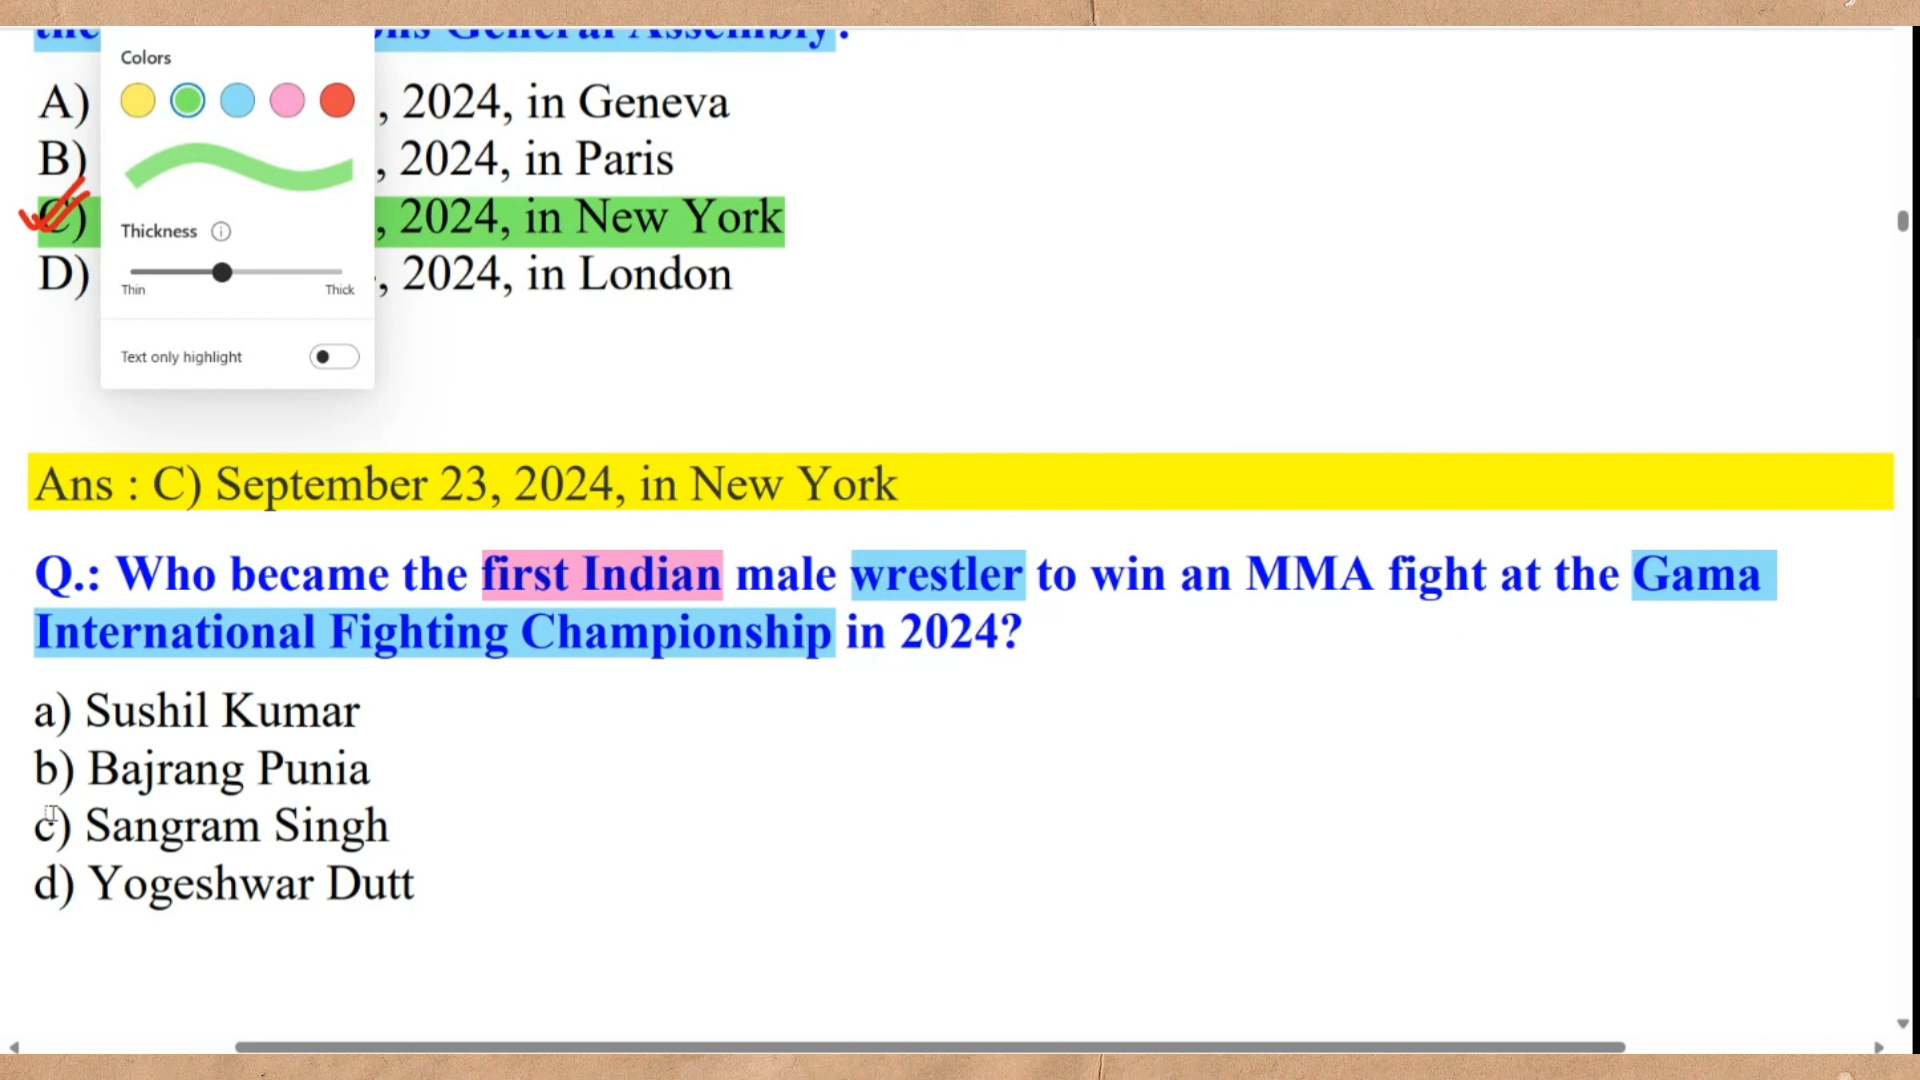 General Assembly?
Colors
A) , 2024, in Geneva
B) , 2024, in Paris
C) , 2024, in New York
Thickness
D) , 2024, in London
Thin Thick
Text only highlight
Ans : C) September 23, 2024, in New York
Q.: Who became the first Indian male wrestler to win an MMA fight at the Gama
International Fighting Championship in 2024?
a) Sushil Kumar
b) Bajrang Punia
c) Sangram Singh
d) Yogeshwar Dutt